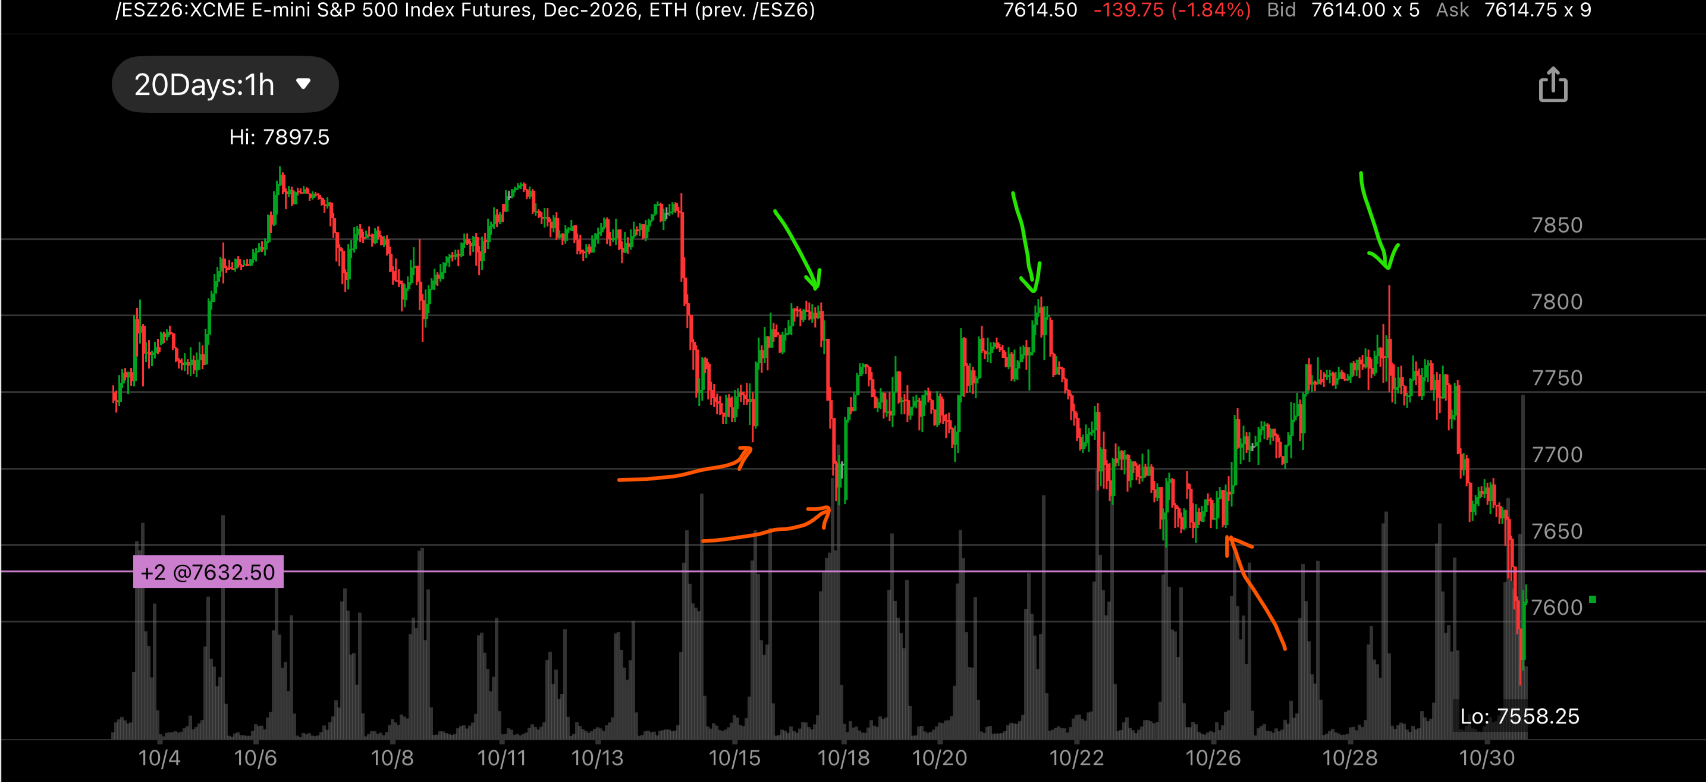 /ESZ26:XCME E-mini S&P 500 Index Futures, Dec-2026, ETH (prev. /ESZ6) 7614.50 -139.75 (-1.84%) Bid 7614.00 x 5 Ask 7614.75 x 9
20Days:1h
Hi: 7897.5
7850
7800
7750
7700
7650
+2 @7632.50
7600
Lo: 7558.25
10/4 10/6 10/8 10/11 10/13 10/15 10/18 10/20 10/22 10/26 10/28 10/30